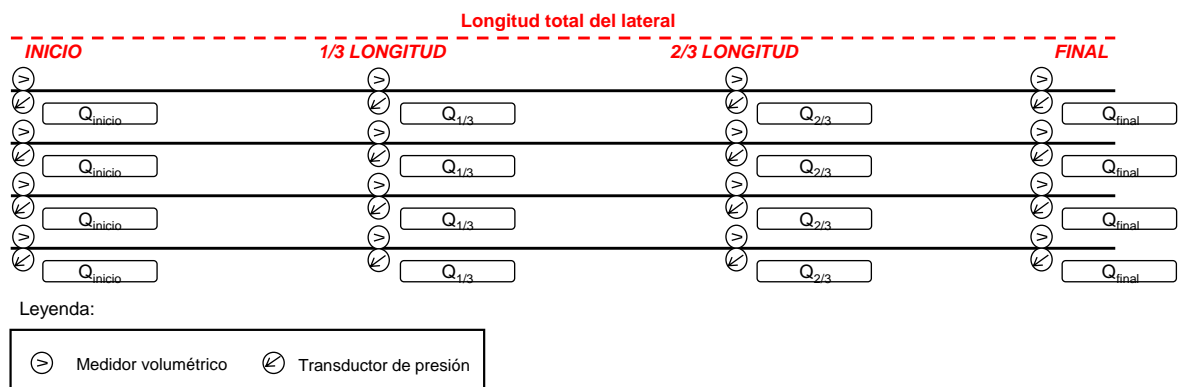 Longitud total del lateral
INICIO 1/3 LONGITUD 2/3 LONGITUD FINAL
Qinicio Q1/3 Q2/3 Qfinal
Qinicio Q1/3 Q2/3 Qfinal
Qinicio Q1/3 Q2/3 Qfinal
Qinicio Q1/3 Q2/3 Qfinal
Leyenda:
Medidor volumétrico Transductor de presión